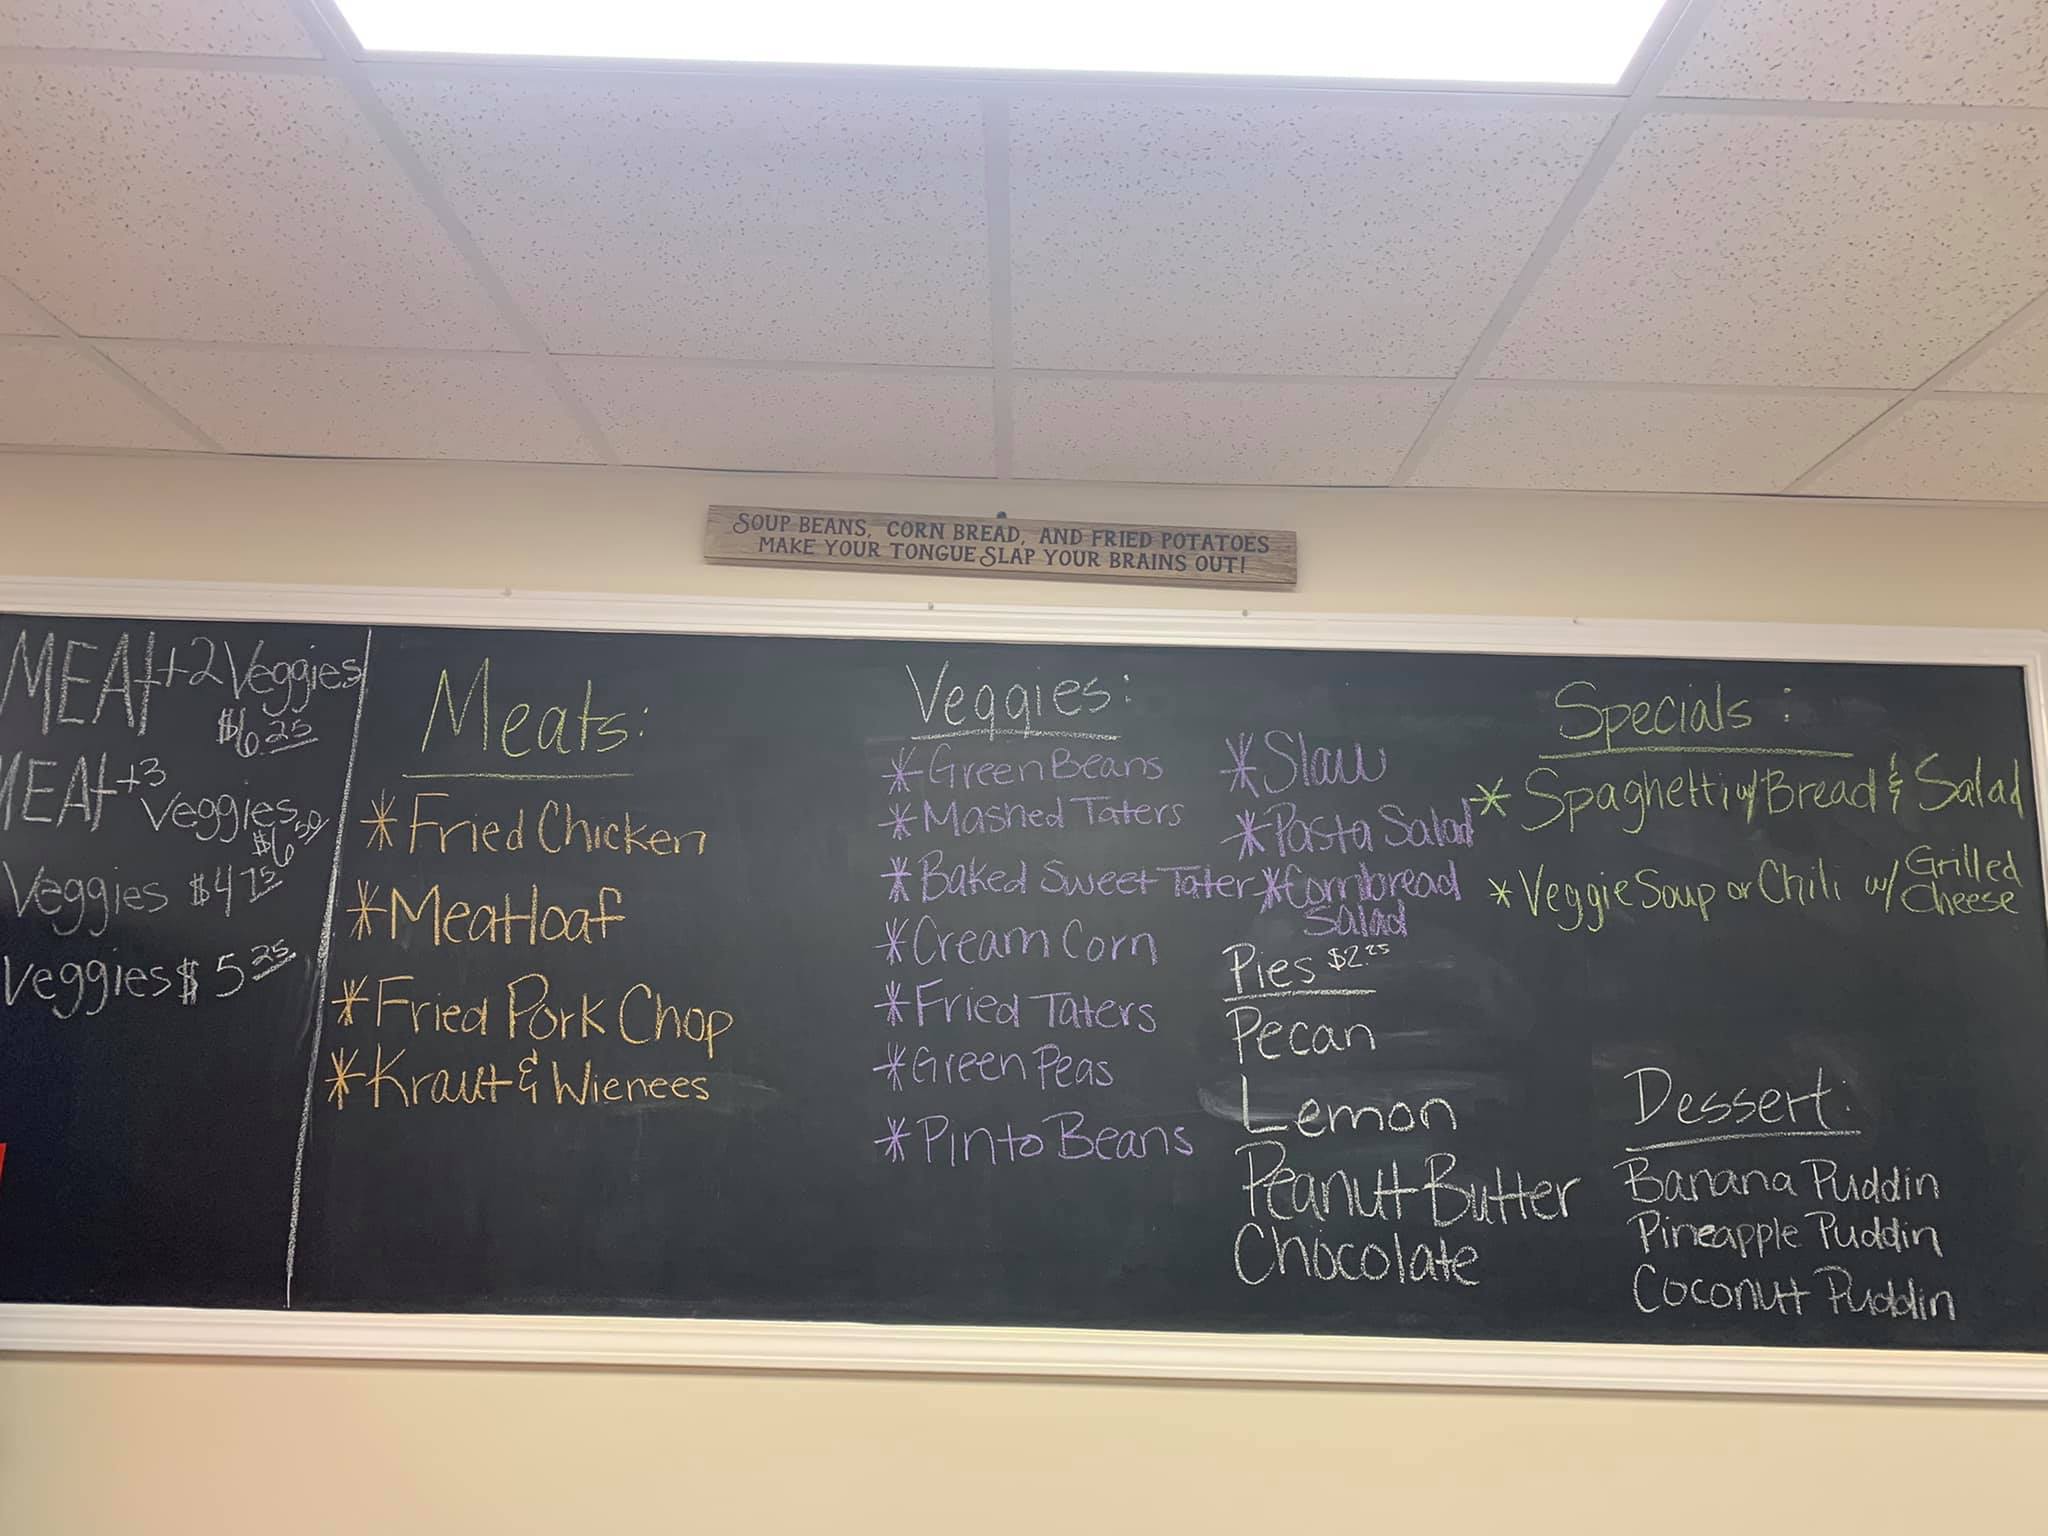 SOUP BEANS, CORN BREAD, AND FRIED POTATOES
MAKE YOUR TONGUE SLAP YOUR BRAINS OUT!
MEAt+2 Veggies
$6.25
MEAt+3
Veggies
$6.50
Veggies $4.75
Veggies $5.25
Meats:
*Fried Chicken
*Meatloaf
*Fried Pork Chop
*Kraut & Wienees
Veggies:
*Green Beans
*Mashed Taters
*Baked Sweet Tater
*Cream Corn
*Fried Taters
*Green Peas
*Pinto Beans
*Slaw
*Pasta Salad
*Cornbread
Salad
Pies $2.25
Pecan
Lemon
Peanut Butter
Chocolate
Specials:
*Spaghetti w/ Bread & Salad
*Veggie Soup or Chili w/ Grilled
Cheese
Dessert:
Banana Puddin
Pineapple Puddin
Coconutt Puddin